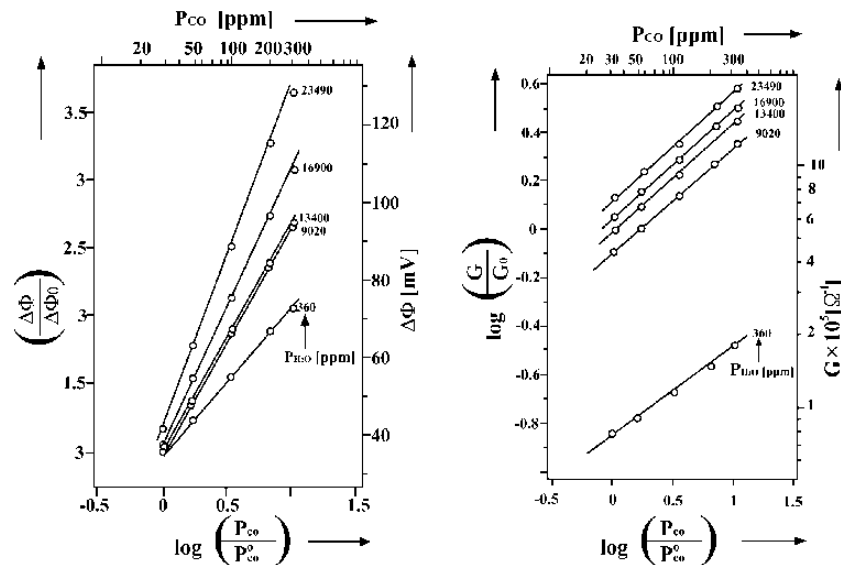 Pco [ppm]
20 50 100 200 300
3.5
3
2.5
3
1.5
3
(ΔΦ/ΔΦ0)
23490
16900
13400
9020
360
PH2O [ppm]
120
100
80
60
40
ΔΦ [mV]
-0.5 0 0.5 1.0 1.5
log (Pco/P°co)
Pco [ppm]
20 30 50 100 300
0.6
0.4
0.2
0
-0.2
-0.4
-0.6
-0.8
log (G/G0)
23490
16900
13400
9020
360
PH2O [ppm]
10
8
6
4
2
1
G×10⁵[Ω⁻¹]
-0.5 0 0.5 1 1.5
log (Pco/P°co)